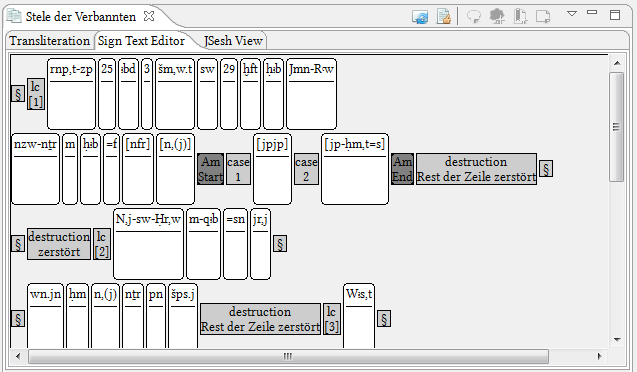 Stele der Verbannten
Transliteration Sign Text Editor JSesh View
§ lc [1] rnp,t-zp 25 ꜣbd 3 šm,w.t sw 29 ḫft ḥꜣb Jmn-Rꜥw
nzw-nṯr m ḥꜣb =f [nfr] [n,(j)] Am Start case 1 [jpjp] case 2 [jp-ḥm,t=s] Am End destruction Rest der Zeile zerstört §
§ destruction zerstört lc [2] N,j-sw-Ḥr,w m-qꜣb =sn jr,j §
§ wn.jn ḥm n,(j) nṯr pn šps.j destruction Rest der Zeile zerstört lc [3] Wꜣs,t §